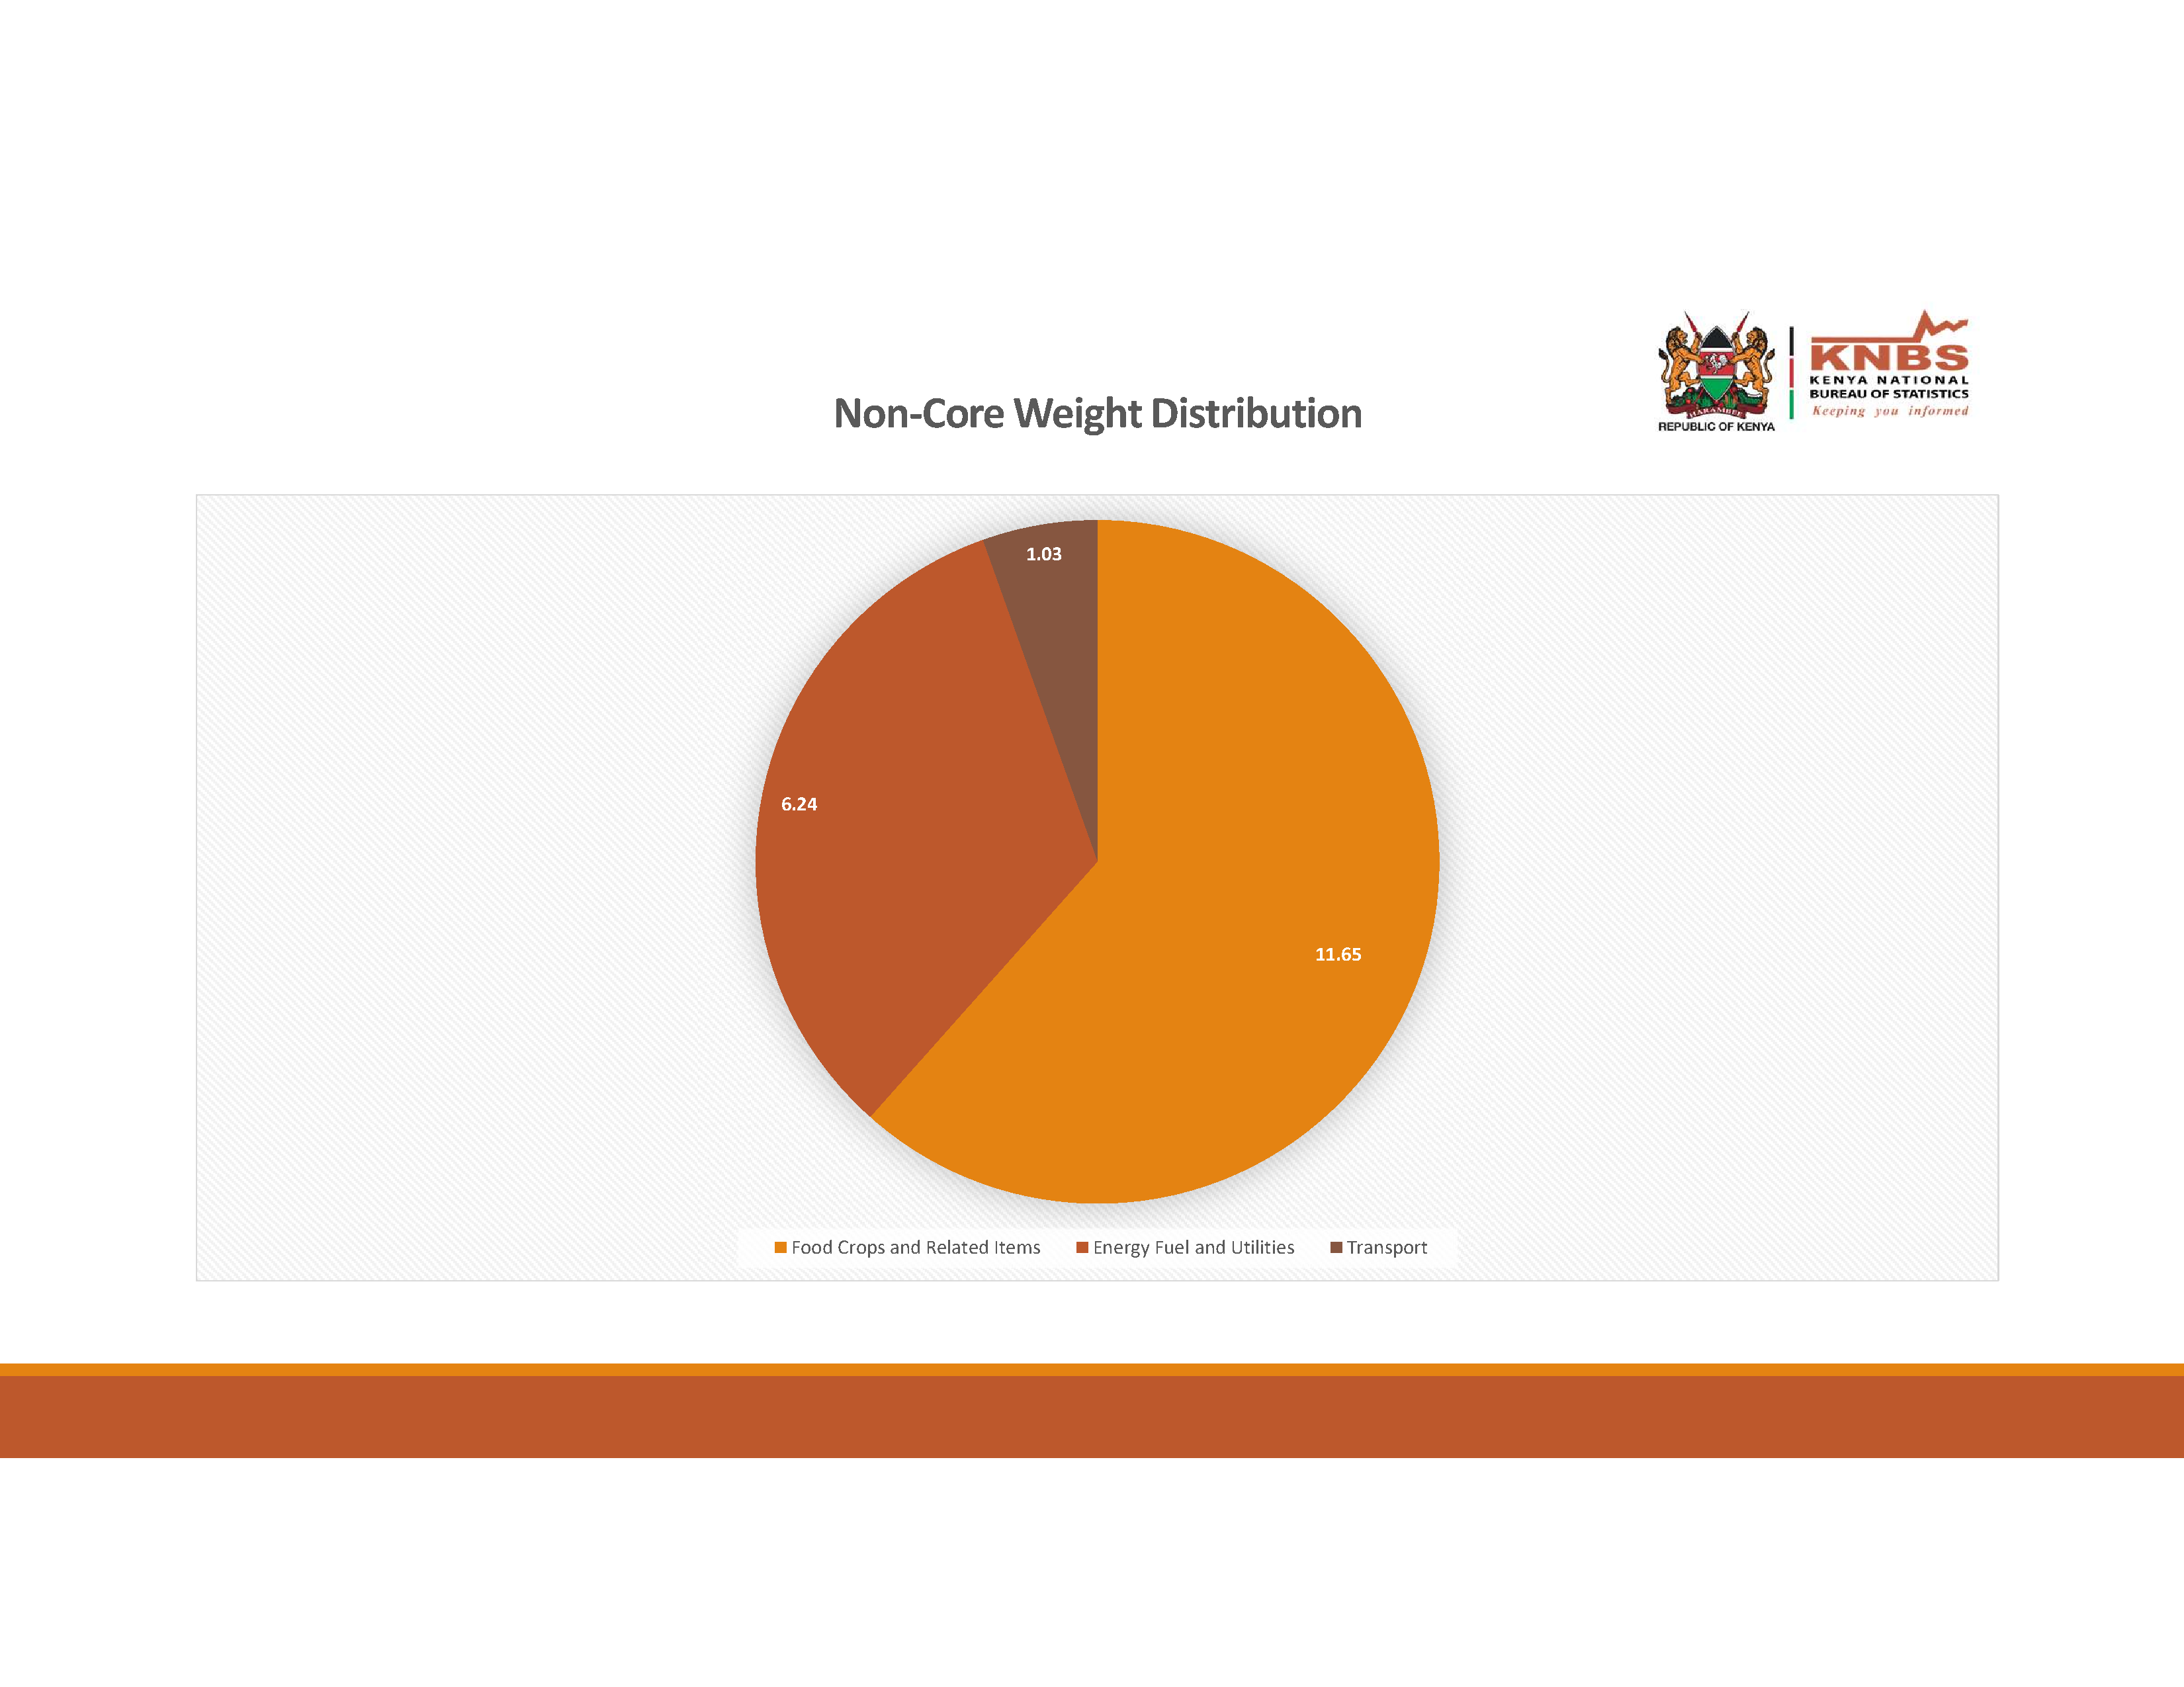 HARAMBEE
REPUBLIC OF KENYA
KNBS
KENYA NATIONAL
BUREAU OF STATISTICS
Keeping you informed
Non-Core Weight Distribution
1.03
6.24
11.65
Food Crops and Related Items
Energy Fuel and Utilities
Transport